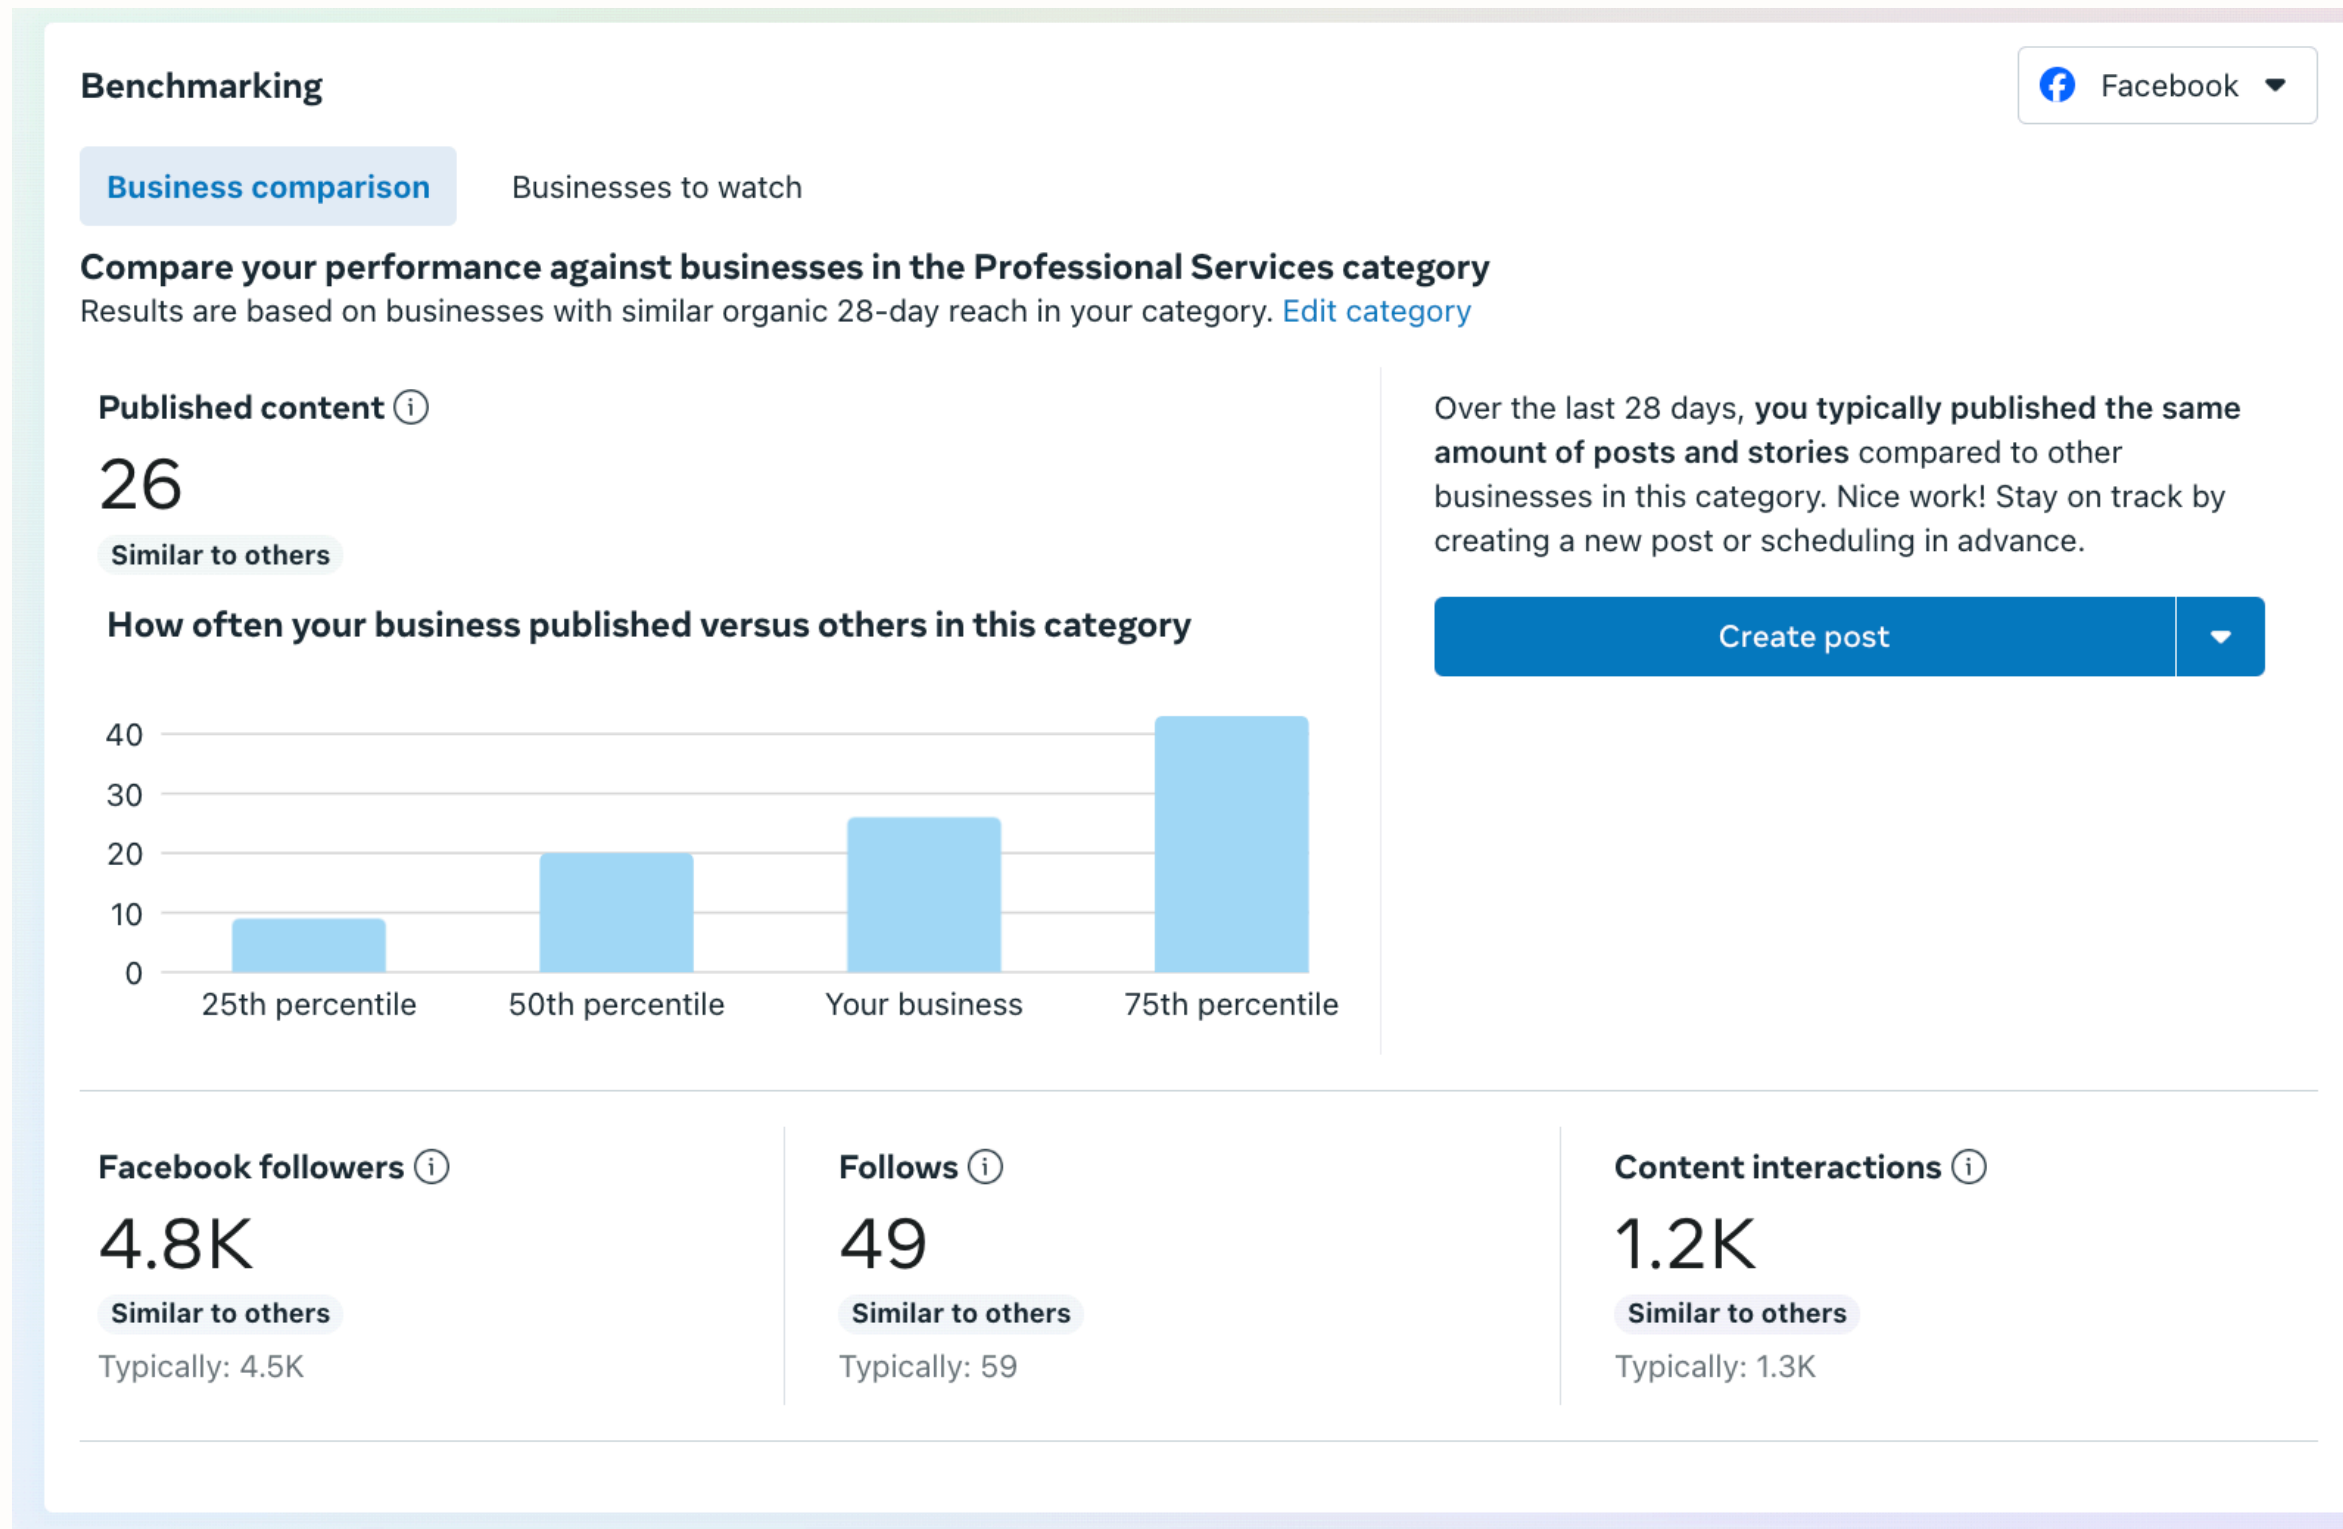 Benchmarking
Facebook
Business comparison
Businesses to watch
Compare your performance against businesses in the Professional Services category
Results are based on businesses with similar organic 28-day reach in your category. Edit category
Published content
26
Similar to others
How often your business published versus others in this category
40
30
20
10
0
25th percentile
50th percentile
Your business
75th percentile
Over the last 28 days, you typically published the same
amount of posts and stories compared to other
businesses in this category. Nice work! Stay on track by
creating a new post or scheduling in advance.
Create post
Facebook followers
4.8K
Similar to others
Typically: 4.5K
Follows
49
Similar to others
Typically: 59
Content interactions
1.2K
Similar to others
Typically: 1.3K